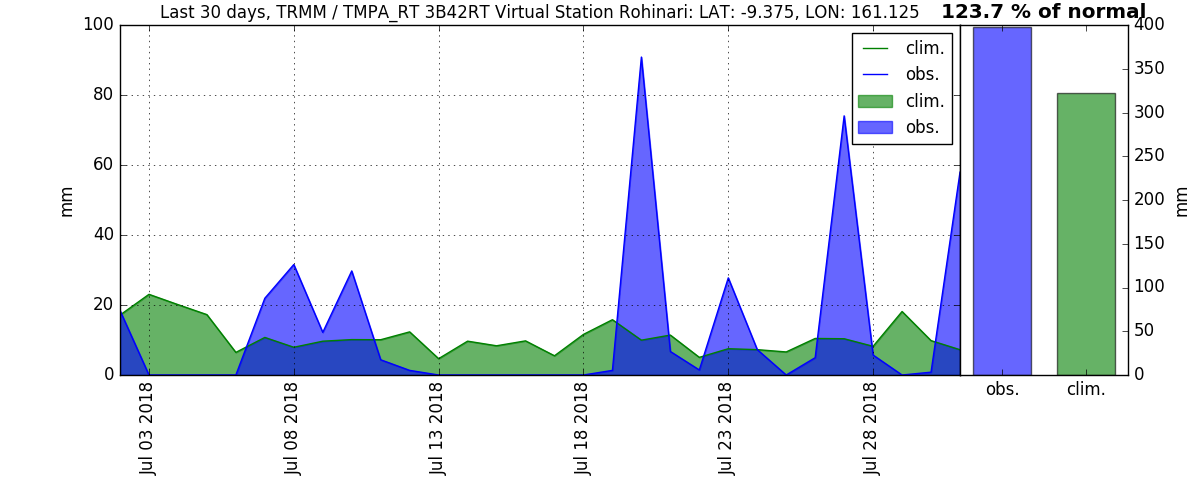 Last 30 days, TRMM / TMPA_RT 3B42RT Virtual Station Rohinari: LAT: -9.375, LON: 161.125
123.7 % of normal
100
80
60
40
20
0
mm
clim.
obs.
clim.
obs.
Jul 03 2018
Jul 08 2018
Jul 13 2018
Jul 18 2018
Jul 23 2018
Jul 28 2018
400
350
300
250
200
150
100
50
0
mm
obs.
clim.